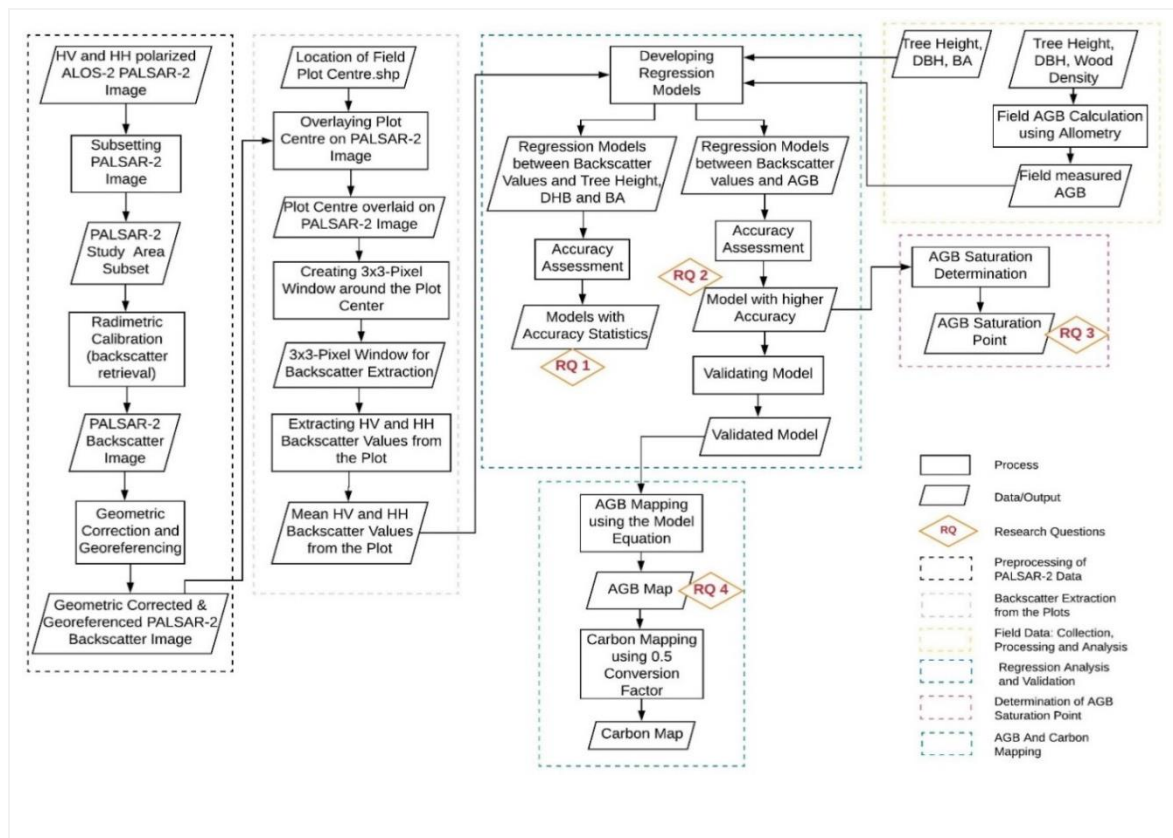 HV and HH polarized
ALOS-2 PALSAR-2
Image
Subsetting
PALSAR-2
Image
PALSAR-2
Study Area
Subset
Radimetric
Calibration
(backscatter
retrieval)
PALSAR-2
Backscatter
Image
Geometric
Correction and
Georeferencing
Geometric Corrected &
Georeferenced PALSAR-2
Backscatter Image
Location of Field
Plot Centre.shp
Overlaying Plot
Centre on PALSAR-2
Image
Plot Centre overlaid on
PALSAR-2 Image
Creating 3x3-Pixel
Window around the Plot
Center
3x3-Pixel Window for
Backscatter Extraction
Extracting HV and HH
Backscatter Values from
the Plot
Mean HV and HH
Backscatter Values
from the Plot
Developing
Regression
Models
Regression Models
between Backscatter
Values and Tree Height,
DHB and BA
Accuracy
Assessment
Models with
Accuracy Statistics
RQ 1
Regression Models
between Backscatter
values and AGB
Accuracy
Assessment
RQ 2
Model with higher
Accuracy
Validating Model
Validated Model
AGB Mapping
using the Model
Equation
AGB Map
RQ 4
Carbon Mapping
using 0.5
Conversion
Factor
Carbon Map
Tree Height,
DBH, BA
Tree Height,
DBH, Wood
Density
Field AGB Calculation
using Allometry
Field measured
AGB
AGB Saturation
Determination
AGB Saturation
Point
RQ 3
Process
Data/Output
RQ
Research Questions
Preprocessing of
PALSAR-2 Data
Backscatter Extraction
from the Plots
Field Data: Collection,
Processing and Analysis
Regression Analysis
and Validation
Determination of AGB
Saturation Point
AGB And Carbon
Mapping